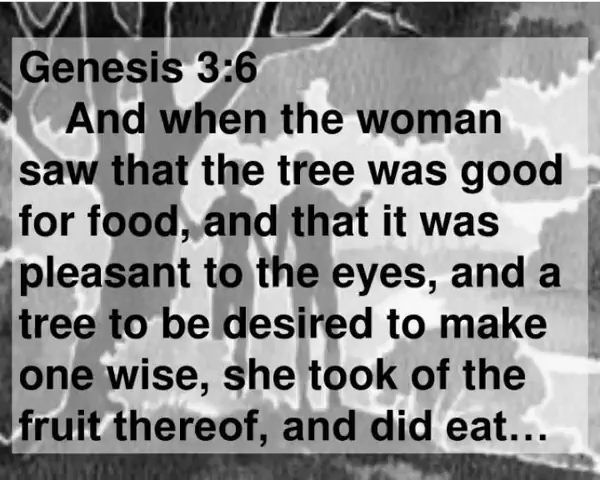 Genesis 3:6
And when the woman
saw that the tree was good
for food, and that it was
pleasant to the eyes, and a
tree to be desired to make
one wise, she took of the
fruit thereof, and did eat...